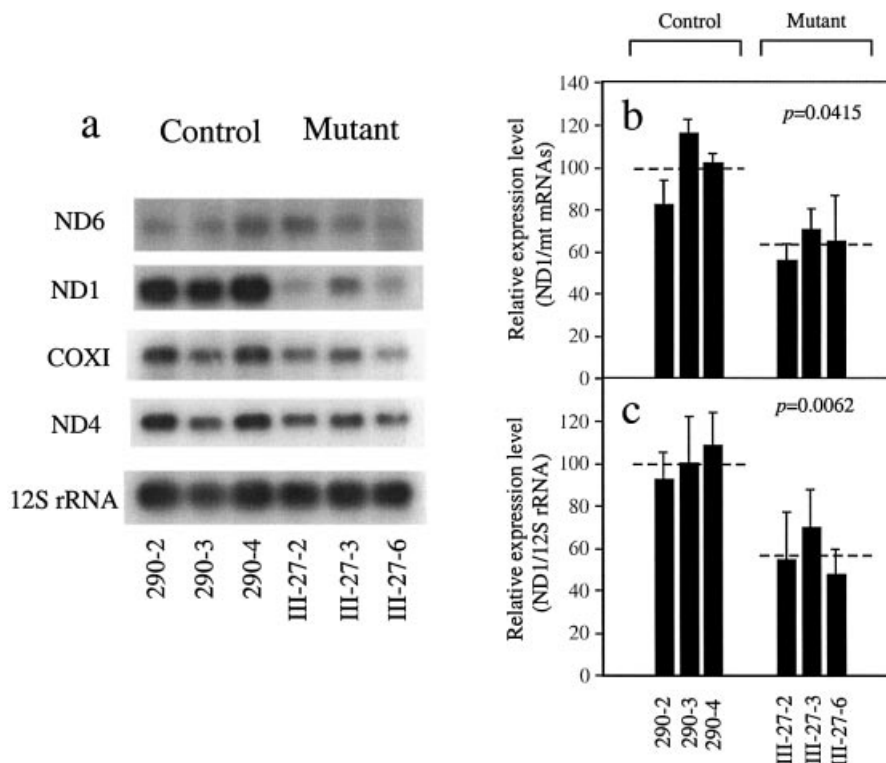 a
Control Mutant
ND6
ND1
COXI
ND4
12S rRNA
290-2
290-3
290-4
III-27-2
III-27-3
III-27-6
Control Mutant
b
p=0.0415
Relative expression level
(ND1/mt mRNAs)
140
120
100
80
60
40
20
0
c
p=0.0062
Relative expression level
(ND1/12S rRNA)
120
100
80
60
40
20
0
290-2
290-3
290-4
III-27-2
III-27-3
III-27-6